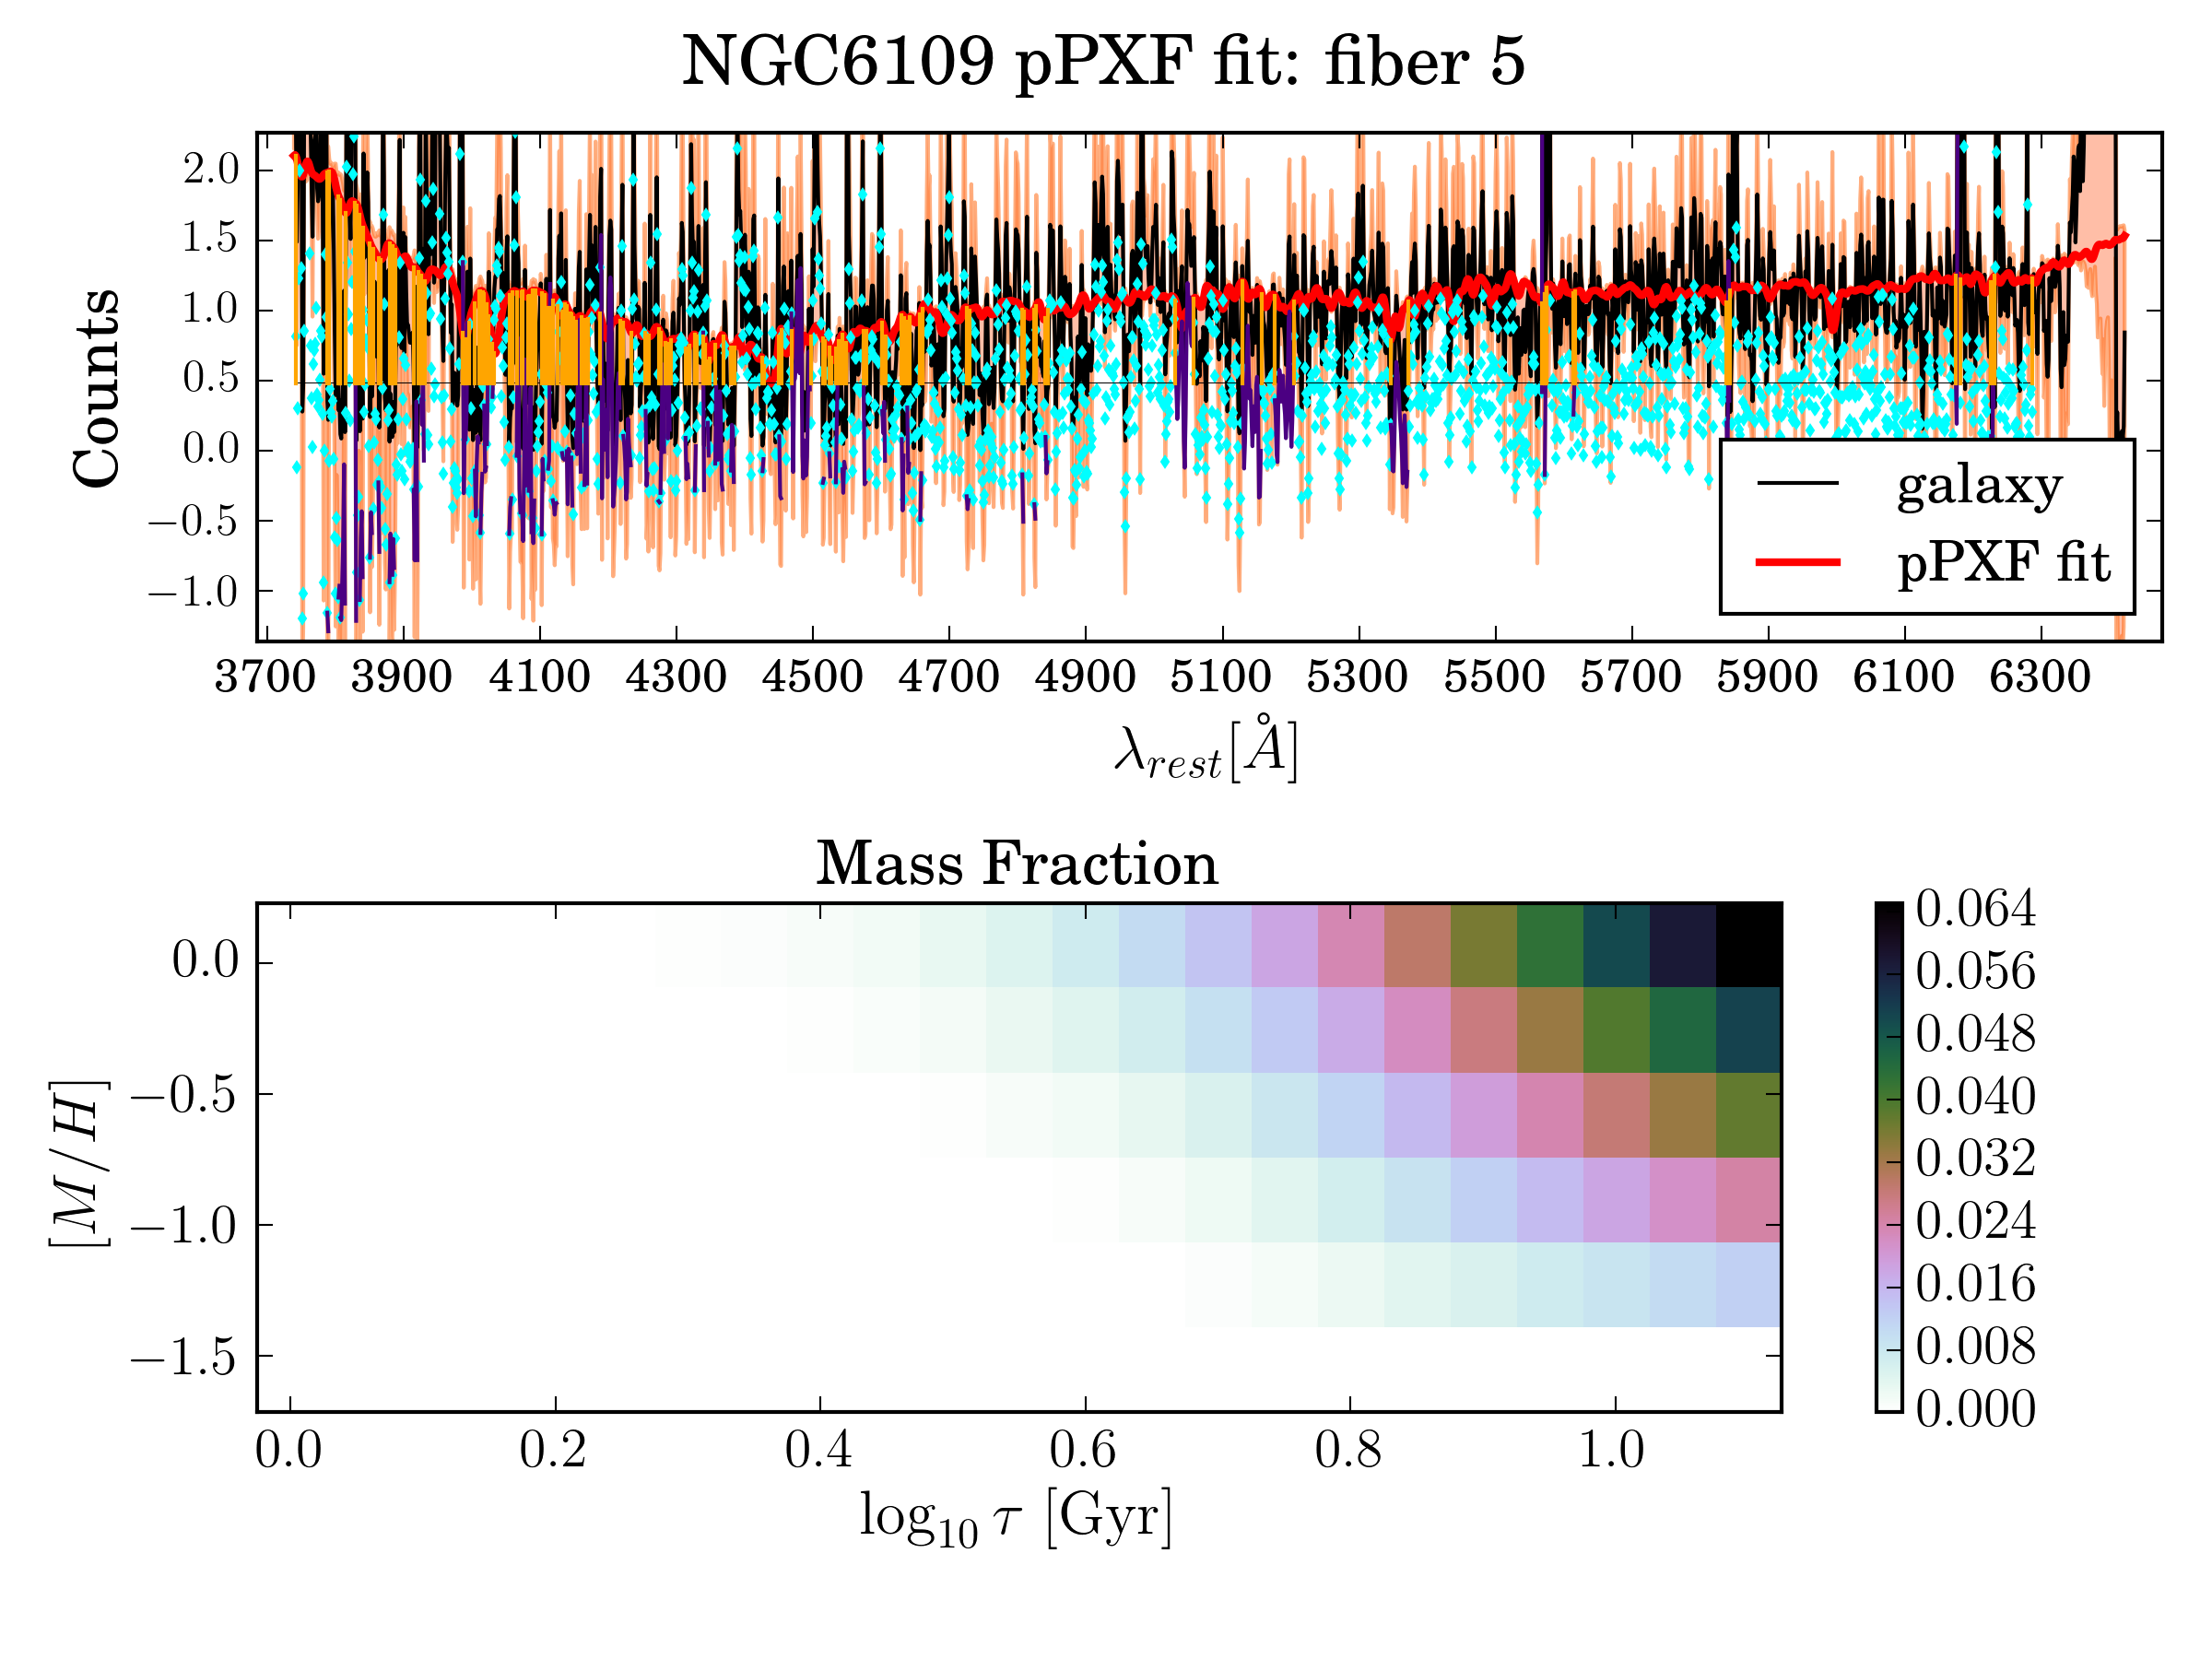 NGC6109 pPXF fit: fiber 5
Counts
2.0
1.5
1.0
0.5
0.0
−0.5
−1.0
galaxy
pPXF fit
3700 3900 4100 4300 4500 4700 4900 5100 5300 5500 5700 5900 6100 6300
λrest[Å]
Mass Fraction
[M/H]
0.0
−0.5
−1.0
−1.5
0.0 0.2 0.4 0.6 0.8 1.0
log10 τ [Gyr]
0.064
0.056
0.048
0.040
0.032
0.024
0.016
0.008
0.000